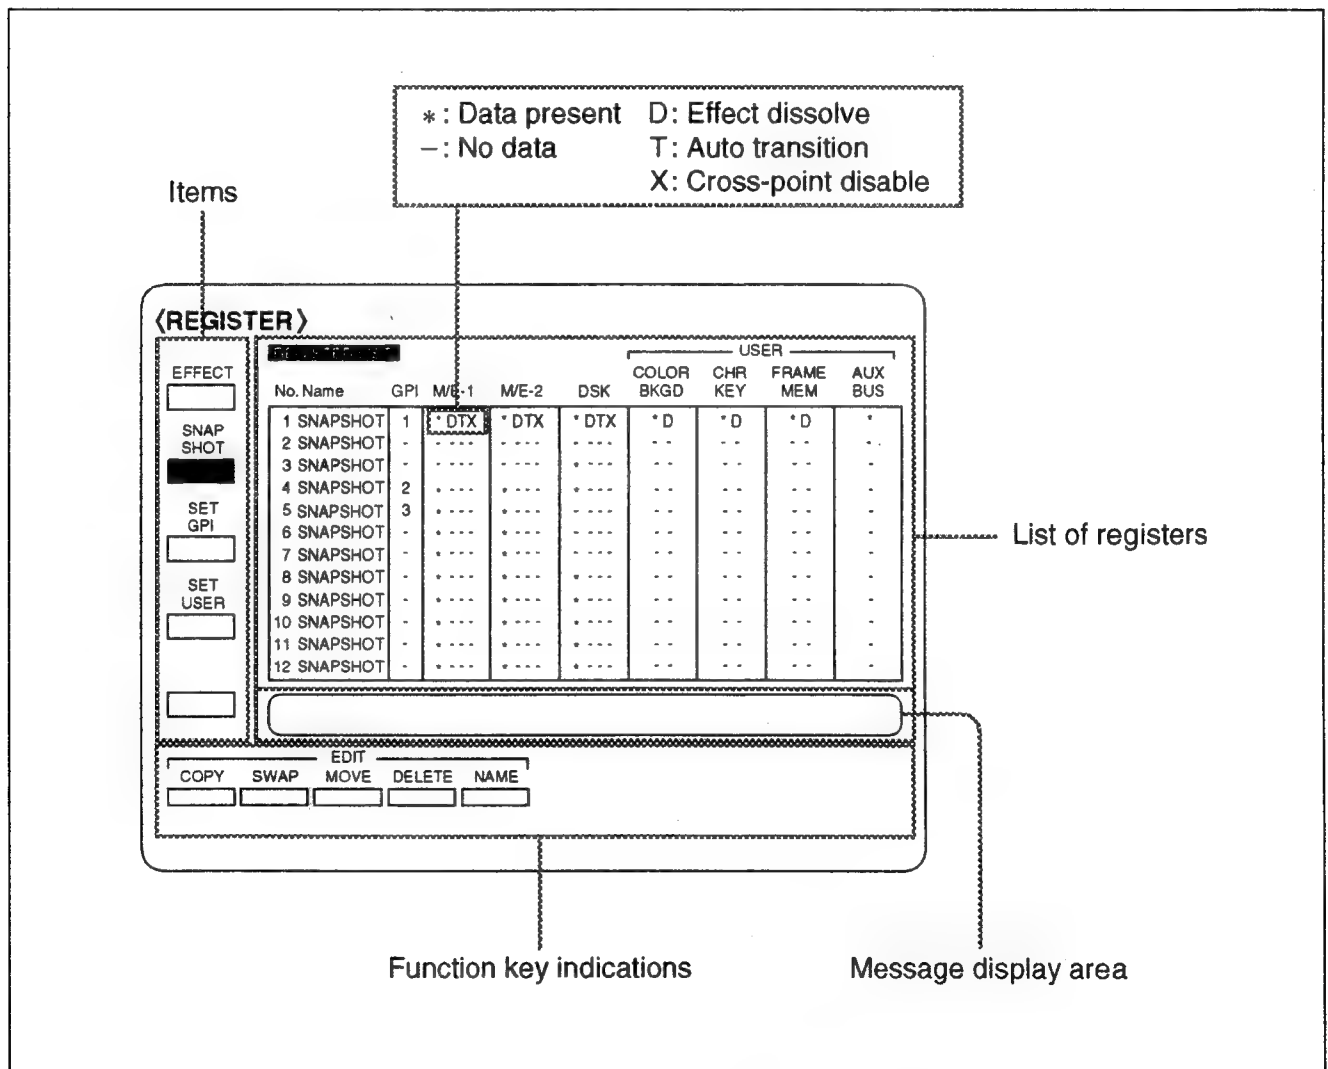 * : Data present D: Effect dissolve
– : No data T: Auto transition
X: Cross-point disable
Items
〈REGISTER〉
EFFECT
SNAP
SHOT
SET
GPI
SET
USER
USER
COLOR CHR FRAME AUX
No. Name GPI M/E-1 M/E-2 DSK BKGD KEY MEM BUS
1 SNAPSHOT 1 * DTX * DTX * DTX * D * D * D *
2 SNAPSHOT - - - - - - - - - - - - - - - - - - - -
3 SNAPSHOT - * - - - * - - - * - - - - - - - - - -
4 SNAPSHOT 2 * - - - * - - - * - - - - - - - - - -
5 SNAPSHOT 3 * - - - * - - - * - - - - - - - - - -
6 SNAPSHOT - * - - - * - - - * - - - - - - - - - -
7 SNAPSHOT - * - - - * - - - * - - - - - - - - - -
8 SNAPSHOT - * - - - * - - - * - - - - - - - - - -
9 SNAPSHOT - * - - - * - - - * - - - - - - - - - -
10 SNAPSHOT - * - - - * - - - * - - - - - - - - - -
11 SNAPSHOT - * - - - * - - - * - - - - - - - - - -
12 SNAPSHOT - * - - - * - - - * - - - - - - - - - -
List of registers
EDIT
COPY SWAP MOVE DELETE NAME
Function key indications
Message display area